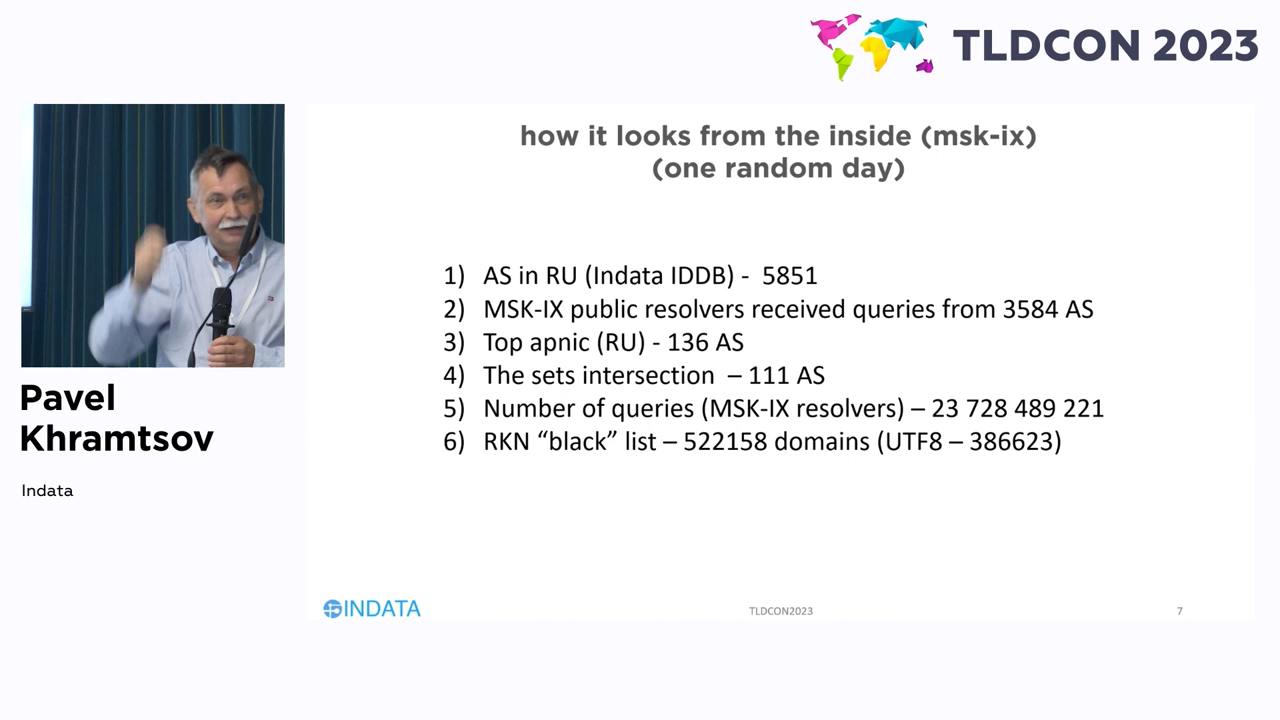 TLDCON 2023
how it looks from the inside (msk-ix)
(one random day)
1) AS in RU (Indata IDDB) - 5851
2) MSK-IX public resolvers received queries from 3584 AS
3) Top apnic (RU) - 136 AS
4) The sets intersection – 111 AS
5) Number of queries (MSK-IX resolvers) – 23 728 489 221
6) RKN “black” list – 522158 domains (UTF8 – 386623)
Pavel
Khramtsov
Indata
INDATA
TLDCON2023
7